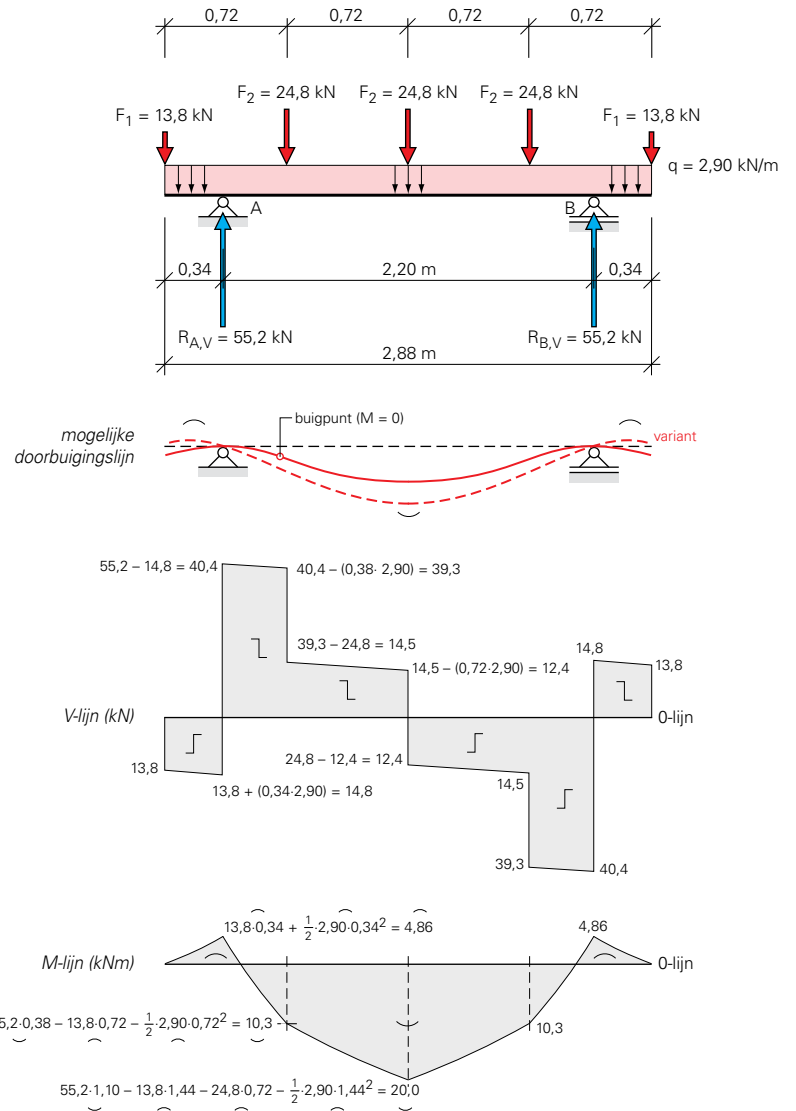 0,72 0,72 0,72 0,72
F2 = 24,8 kN F2 = 24,8 kN F2 = 24,8 kN
F1 = 13,8 kN F1 = 13,8 kN
q = 2,90 kN/m
A B
0,34 2,20 m 0,34
RA,V = 55,2 kN RB,V = 55,2 kN
2,88 m
buigpunt (M = 0)
mogelijke
doorbuigingslijn
variant
55,2 – 14,8 = 40,4 40,4 – (0,38· 2,90) = 39,3
39,3 – 24,8 = 14,5 14,8
14,5 – (0,72·2,90) = 12,4 13,8
V-lijn (kN) 0-lijn
13,8 24,8 – 12,4 = 12,4
13,8 + (0,34·2,90) = 14,8 14,5
39,3 40,4
13,8·0,34 + 1/2·2,90·0,34² = 4,86 4,86
M-lijn (kNm) 0-lijn
5,2·0,38 – 13,8·0,72 – 1/2·2,90·0,72² = 10,3 10,3
55,2·1,10 – 13,8·1,44 – 24,8·0,72 – 1/2·2,90·1,44² = 20,0